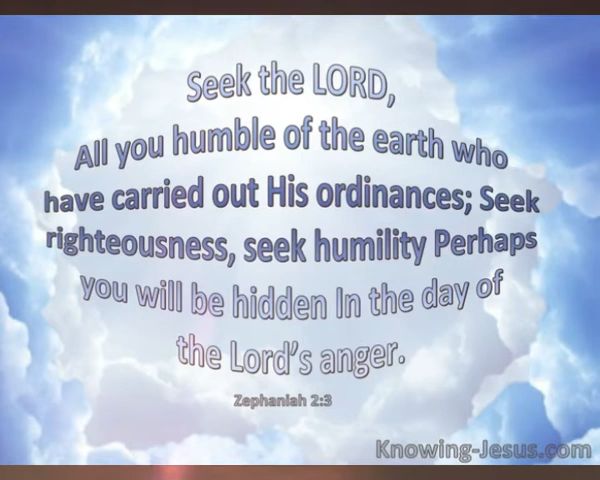 Seek the LORD,
All you humble of the earth who
have carried out His ordinances; Seek
righteousness, seek humility Perhaps
you will be hidden In the day of
the Lord's anger.
Zephaniah 2:3
Knowing-Jesus.com